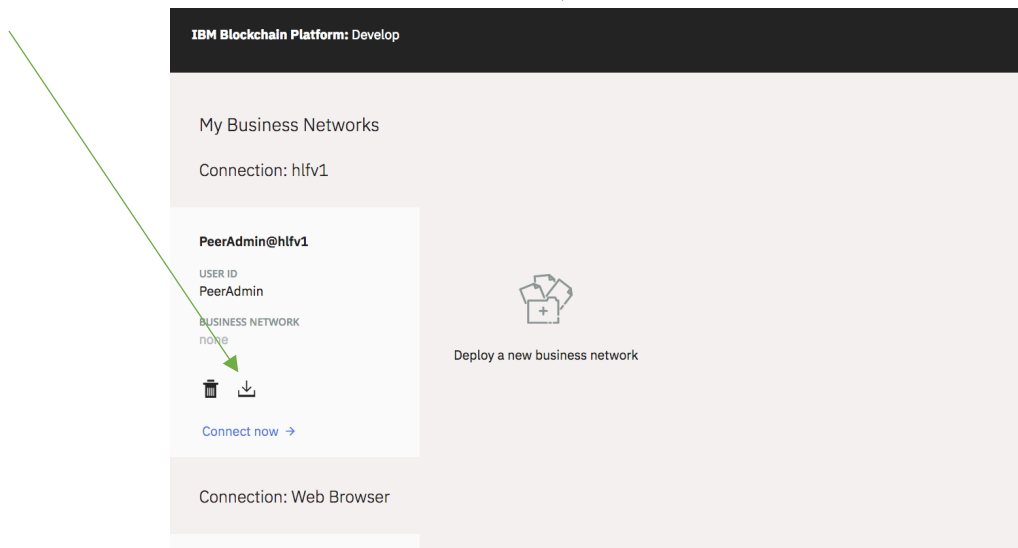 IBM Blockchain Platform: Develop
My Business Networks
Connection: hlfv1
PeerAdmin@hlfv1
USER ID
PeerAdmin
BUSINESS NETWORK
none
Connect now →
Deploy a new business network
Connection: Web Browser